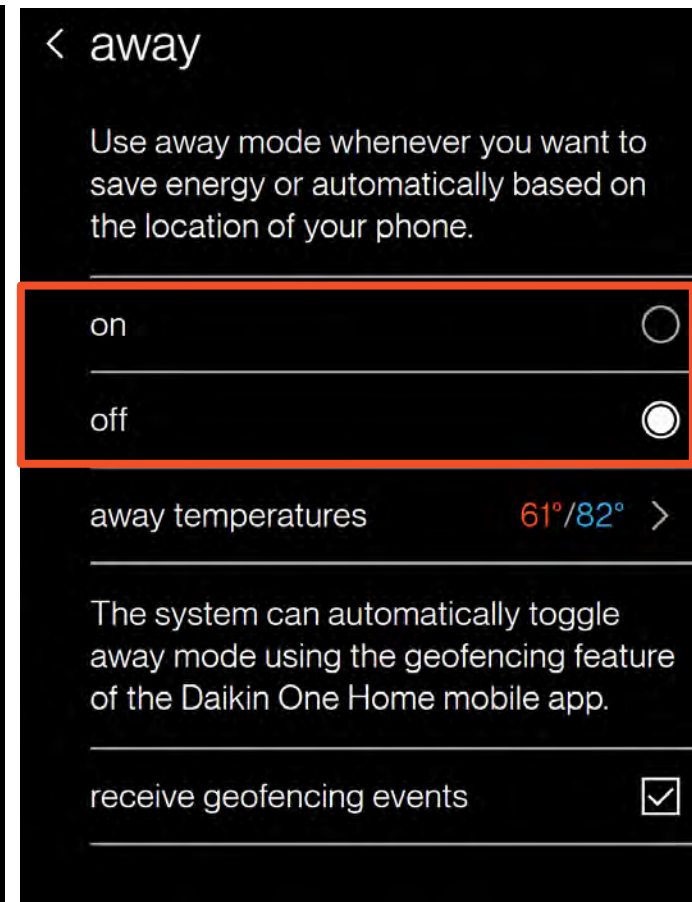 away
Use away mode whenever you want to
save energy or automatically based on
the location of your phone.
on
off
away temperatures 61°/82°
The system can automatically toggle
away mode using the geofencing feature
of the Daikin One Home mobile app.
receive geofencing events